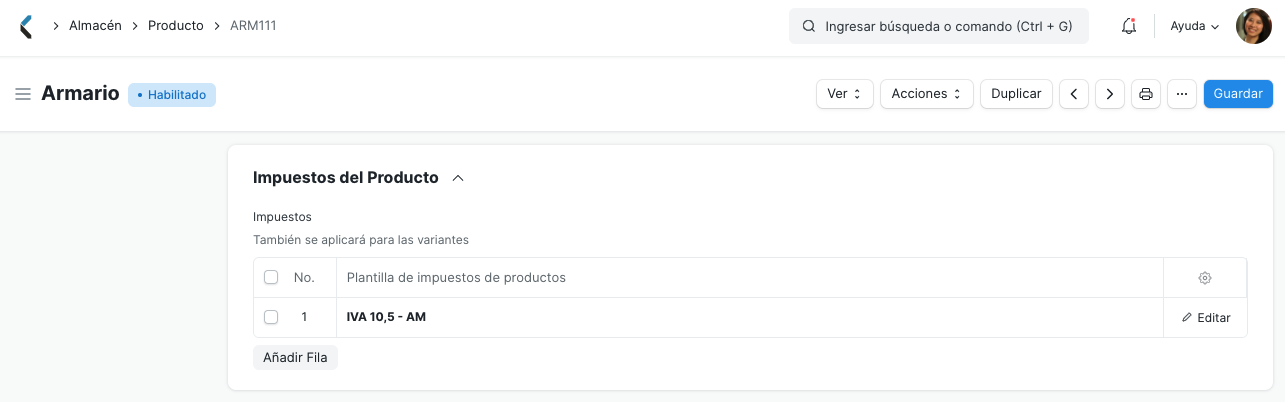 Almacén Producto ARM111
Ingresar búsqueda o comando (Ctrl + G)
Ayuda
Armario
Habilitado
Ver
Acciones
Duplicar
Guardar
Impuestos del Producto
Impuestos
También se aplicará para las variantes
No. Plantilla de impuestos de productos
1 IVA 10,5 - AM Editar
Añadir Fila